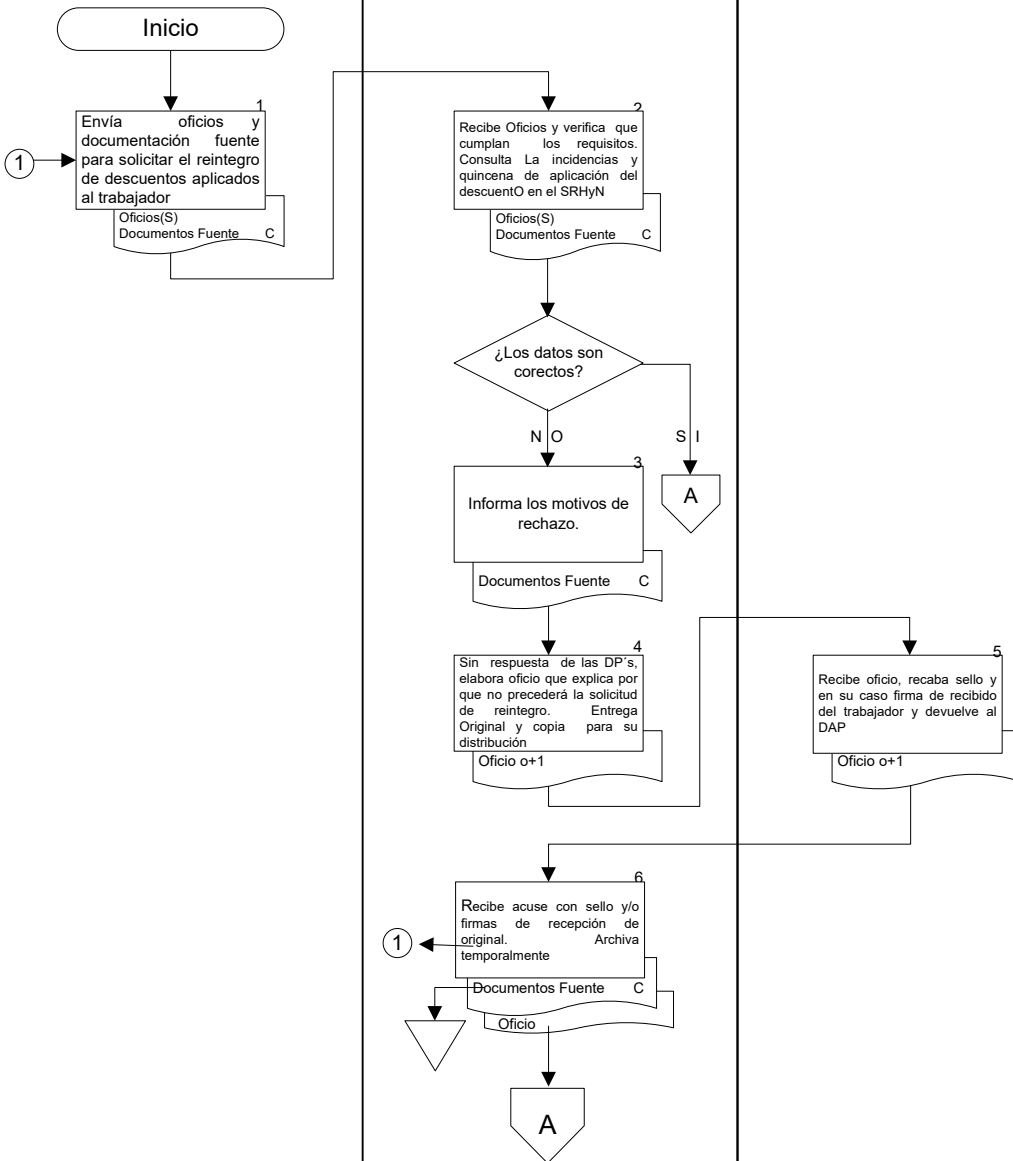 Inicio
1
Envía oficios y
documentación fuente
para solicitar el reintegro
de descuentos aplicados
al trabajador
1
Oficios(S)
Documentos Fuente C
2
Recibe Oficios y verifica que
cumplan los requisitos.
Consulta La incidencias y
quincena de aplicación del
descuentO en el SRHyN
Oficios(S)
Documentos Fuente C
¿Los datos son
corectos?
N O
S I
A
3
Informa los motivos de
rechazo.
Documentos Fuente C
4
Sin respuesta de las DP´s,
elabora oficio que explica por
que no precederá la solicitud
de reintegro. Entrega
Original y copia para su
distribución
Oficio o+1
5
Recibe oficio, recaba sello y
en su caso firma de recibido
del trabajador y devuelve al
DAP
Oficio o+1
6
Recibe acuse con sello y/o
firmas de recepción de
original. Archiva
temporalmente
1
Documentos Fuente C
Oficio
A